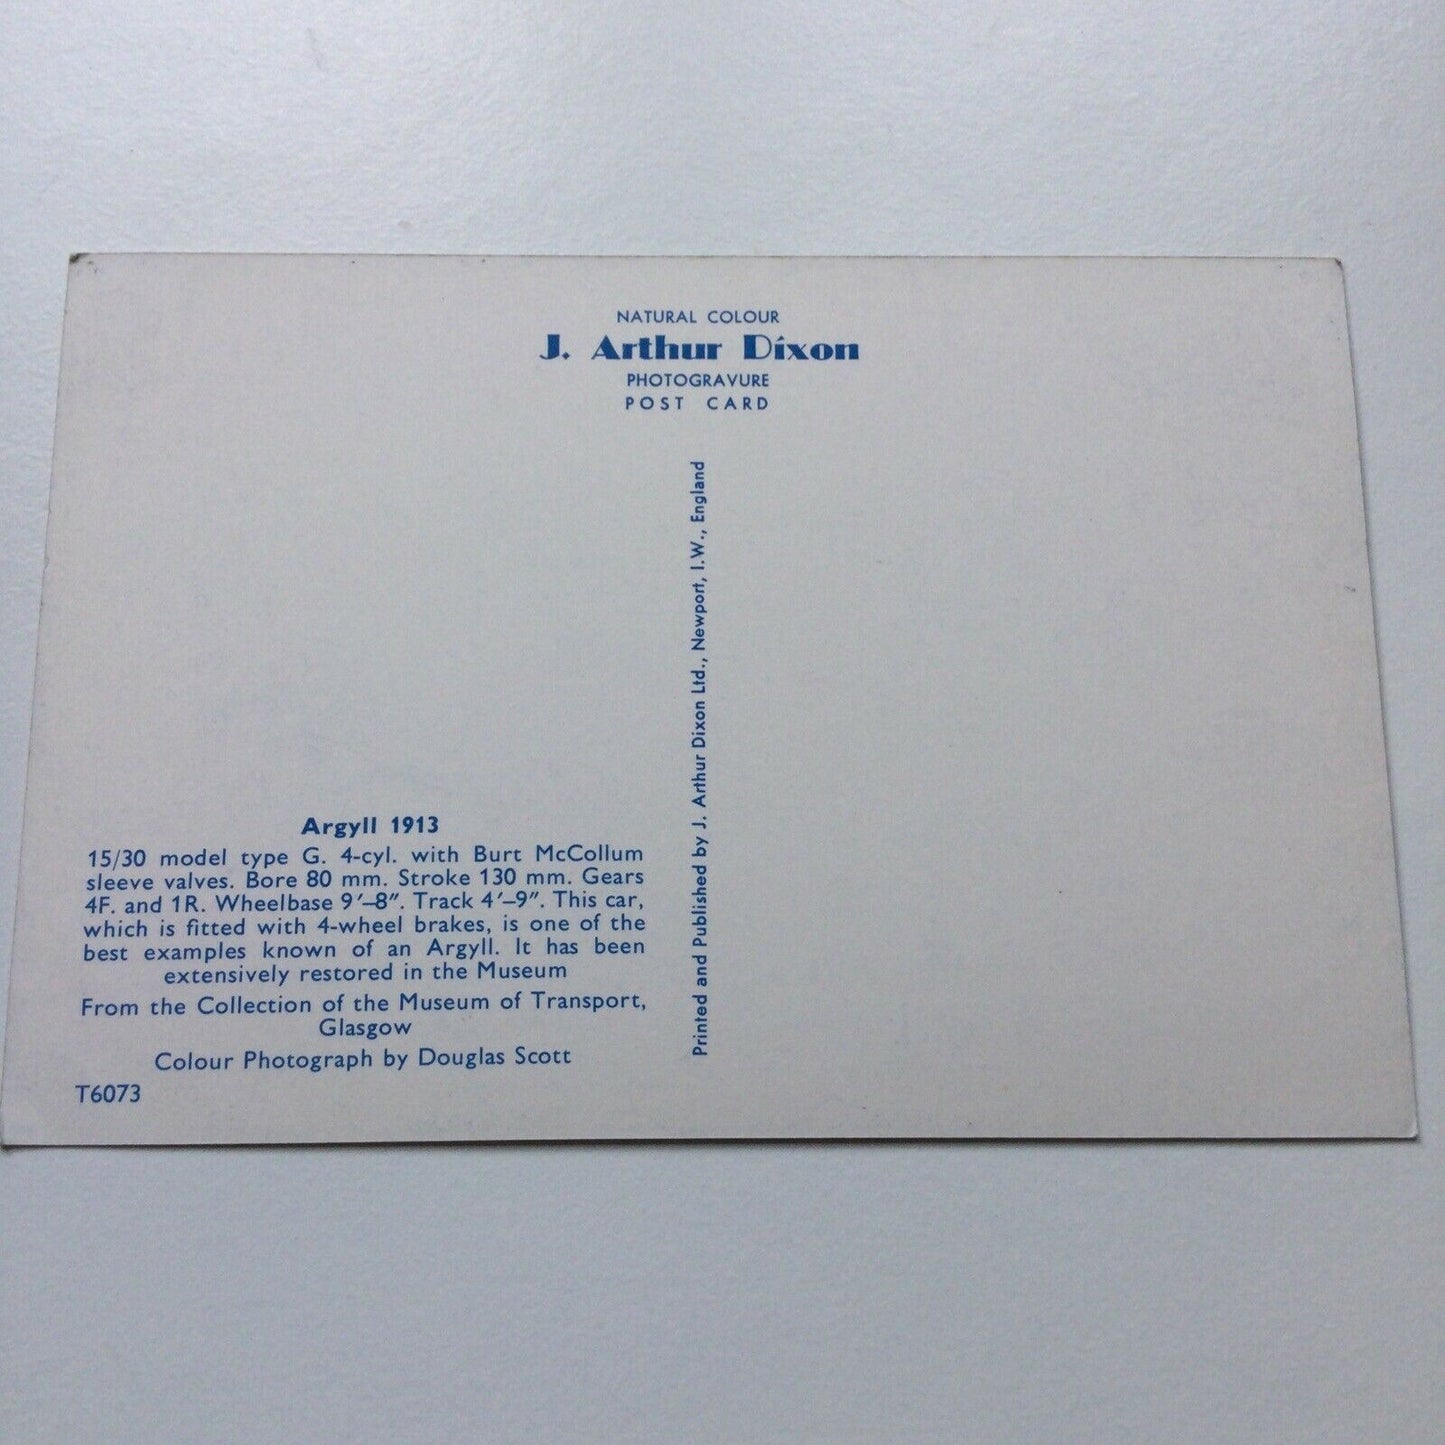 NATURAL COLOUR
J. Arthur Dixon
PHOTOGRAVURE
POST CARD
Printed and Published by J. Arthur Dixon Ltd., Newport, I.W., England
Argyll 1913
15/30 model type G. 4-cyl. with Burt McCollum
sleeve valves. Bore 80 mm. Stroke 130 mm. Gears
4F. and 1R. Wheelbase 9′–8″. Track 4′–9″. This car,
which is fitted with 4-wheel brakes, is one of the
best examples known of an Argyll. It has been
extensively restored in the Museum
From the Collection of the Museum of Transport,
Glasgow
Colour Photograph by Douglas Scott
T6073